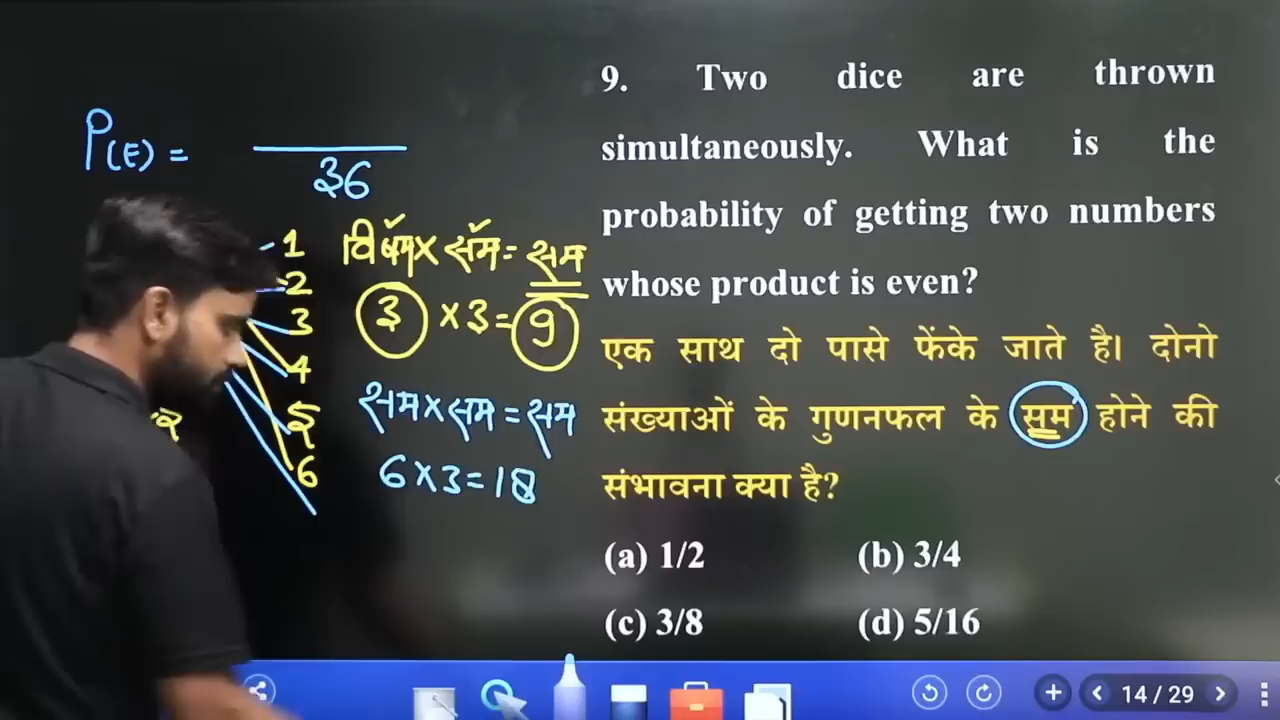 P(E) =
36
1
2
3
4
5
6
विषम × सम = सम
3 × 3 = 9
सम × सम = सम
6 × 3 = 18
9. Two dice are thrown
simultaneously. What is the
probability of getting two numbers
whose product is even?
एक साथ दो पासे फेंके जाते है। दोनो
संख्याओं के गुणनफल के सम होने की
संभावना क्या है?
(a) 1/2 (b) 3/4
(c) 3/8 (d) 5/16
14 / 29